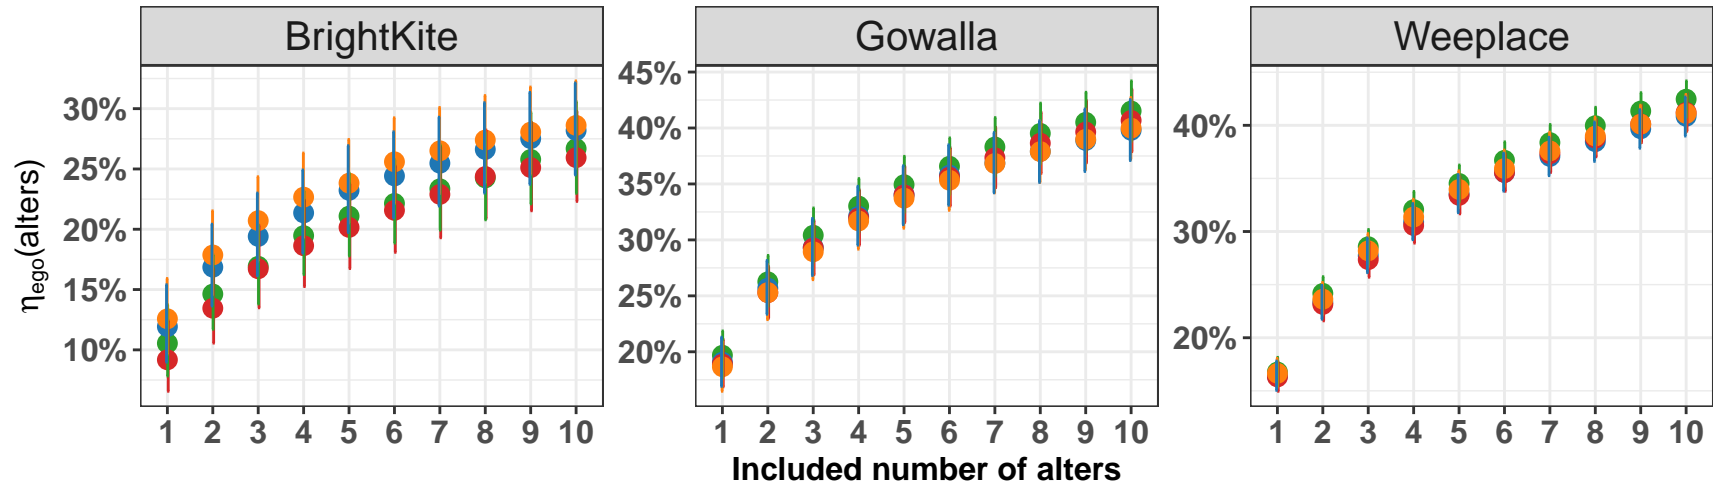 BrightKite Gowalla Weeplace
η_ego(alters)
30%
25%
20%
15%
10%
1 2 3 4 5 6 7 8 9 10
45%
40%
35%
30%
25%
20%
1 2 3 4 5 6 7 8 9 10
40%
30%
20%
1 2 3 4 5 6 7 8 9 10
Included number of alters